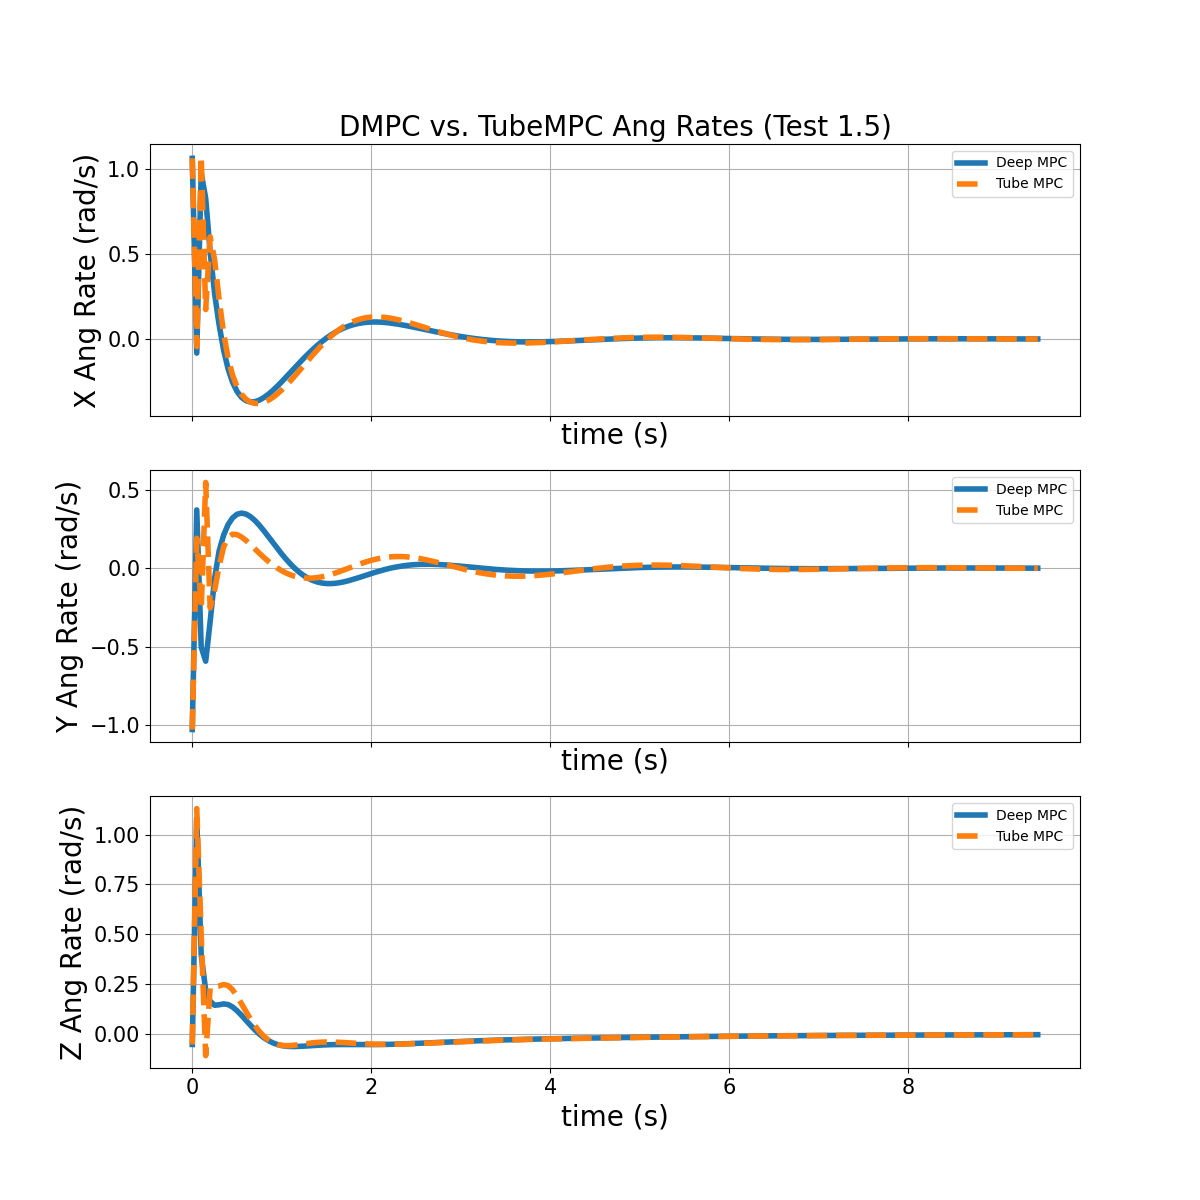 DMPC vs. TubeMPC Ang Rates (Test 1.5)
X Ang Rate (rad/s)
1.0
0.5
0.0
Deep MPC
Tube MPC
time (s)
Y Ang Rate (rad/s)
0.5
0.0
−0.5
−1.0
Deep MPC
Tube MPC
time (s)
Z Ang Rate (rad/s)
1.00
0.75
0.50
0.25
0.00
Deep MPC
Tube MPC
0 2 4 6 8
time (s)